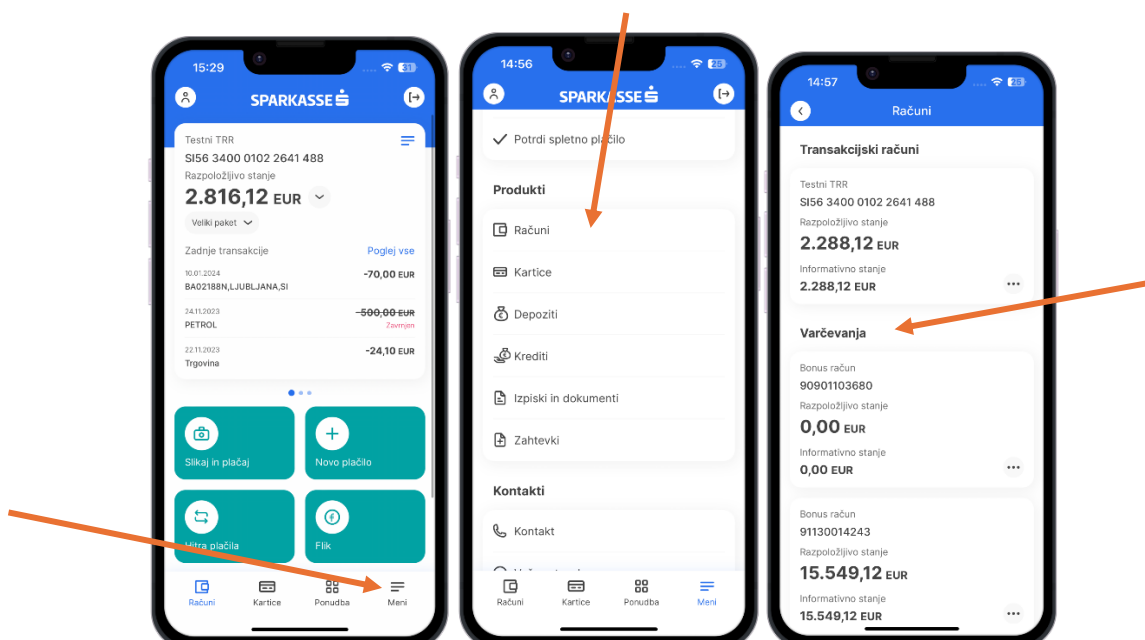 15:29
31
SPARKASSE
Testni TRR
SI56 3400 0102 2641 488
Razpoložljivo stanje
2.816,12 EUR
Veliki paket
Zadnje transakcije Poglej vse
10.01.2024
-70,00 EUR
BA02188N,LJUBLJANA,SI
24.11.2023
-500,00 EUR
PETROL
Zavrnjen
22.11.2023
-24,10 EUR
Trgovina
Slikaj in plačaj
Novo plačilo
Hitra plačila
Flik
Računi Kartice Ponudba Meni
14:56
25
SPARKASSE
Potrdi spletno plačilo
Produkti
Računi
Kartice
Depoziti
Krediti
Izpiski in dokumenti
Zahtevki
Kontakti
Kontakt
Računi Kartice Ponudba Meni
14:57
25
Računi
Transakcijski računi
Testni TRR
SI56 3400 0102 2641 488
Razpoložljivo stanje
2.288,12 EUR
Informativno stanje
2.288,12 EUR
Varčevanja
Bonus račun
90901103680
Razpoložljivo stanje
0,00 EUR
Informativno stanje
0,00 EUR
Bonus račun
91130014243
Razpoložljivo stanje
15.549,12 EUR
Informativno stanje
15.549,12 EUR